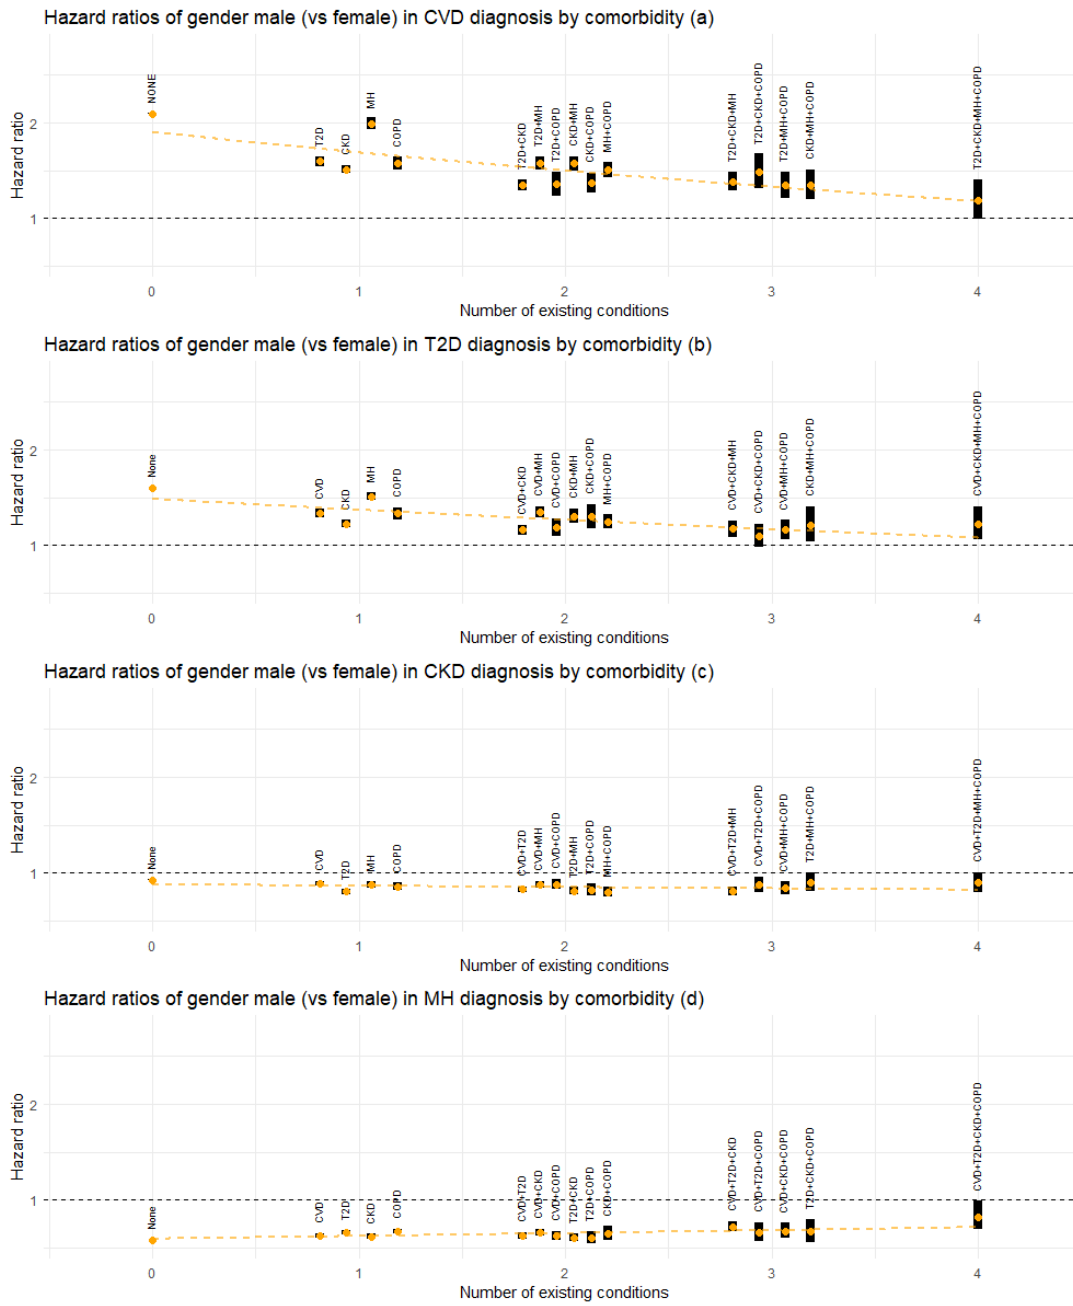 Hazard ratios of gender male (vs female) in CVD diagnosis by comorbidity (a)
Hazard ratio
2
1
NONE
T2D
CKD
MH
COPD
T2D+CKD
T2D+MH
T2D+COPD
CKD+MH
CKD+COPD
MH+COPD
T2D+CKD+MH
T2D+CKD+COPD
T2D+MH+COPD
CKD+MH+COPD
T2D+CKD+MH+COPD
0
1
2
3
4
Number of existing conditions
Hazard ratios of gender male (vs female) in T2D diagnosis by comorbidity (b)
Hazard ratio
2
1
None
CVD
CKD
MH
COPD
CVD+CKD
CVD+MH
CVD+COPD
CKD+MH
CKD+COPD
MH+COPD
CVD+CKD+MH
CVD+CKD+COPD
CVD+MH+COPD
CKD+MH+COPD
CVD+CKD+MH+COPD
0
1
2
3
4
Number of existing conditions
Hazard ratios of gender male (vs female) in CKD diagnosis by comorbidity (c)
Hazard ratio
2
1
None
CVD
T2D
MH
COPD
CVD+T2D
CVD+MH
CVD+COPD
T2D+MH
T2D+COPD
MH+COPD
CVD+T2D+MH
CVD+T2D+COPD
CVD+MH+COPD
T2D+MH+COPD
CVD+T2D+MH+COPD
0
1
2
3
4
Number of existing conditions
Hazard ratios of gender male (vs female) in MH diagnosis by comorbidity (d)
Hazard ratio
2
1
None
CVD
T2D
CKD
COPD
CVD+T2D
CVD+CKD
CVD+COPD
T2D+CKD
T2D+COPD
CKD+COPD
CVD+T2D+CKD
CVD+T2D+COPD
CVD+CKD+COPD
T2D+CKD+COPD
CVD+T2D+CKD+COPD
0
1
2
3
4
Number of existing conditions